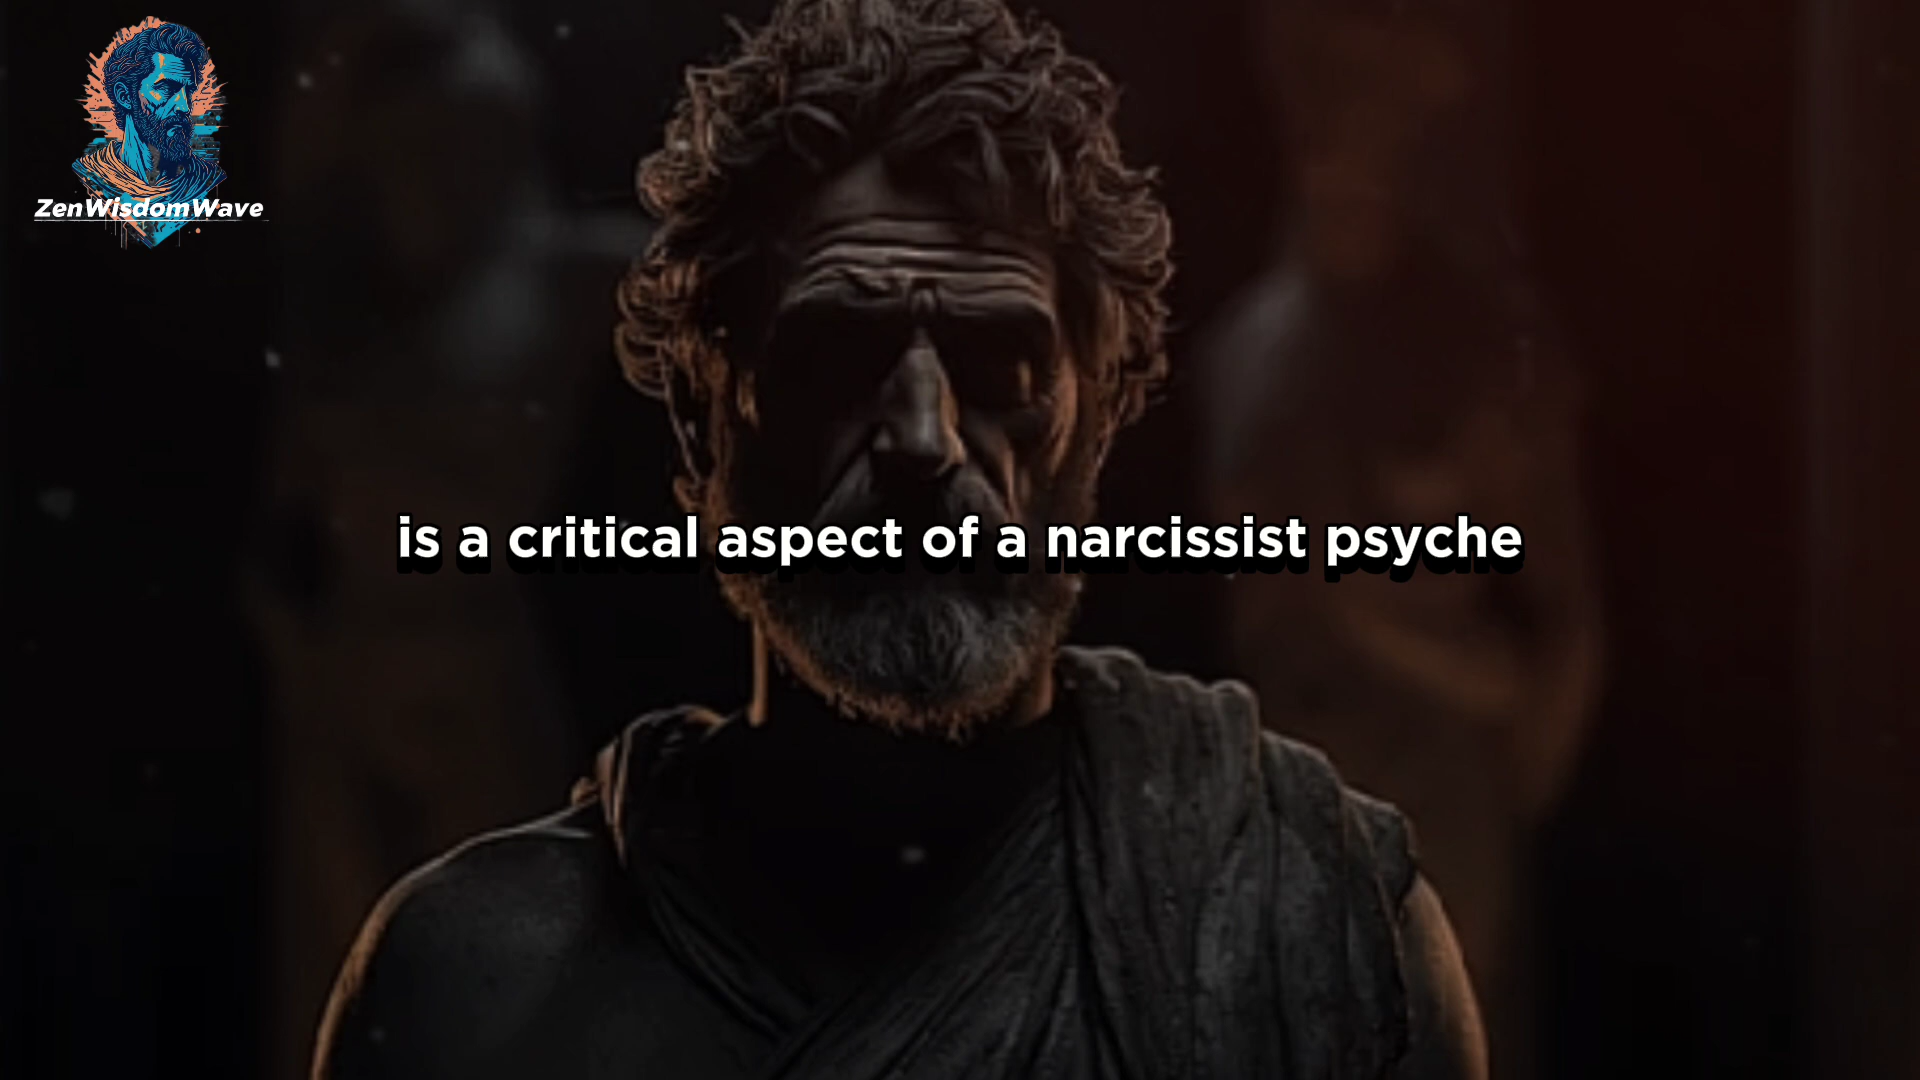 ZenWisdomWave
is a critical aspect of a narcissist psyche